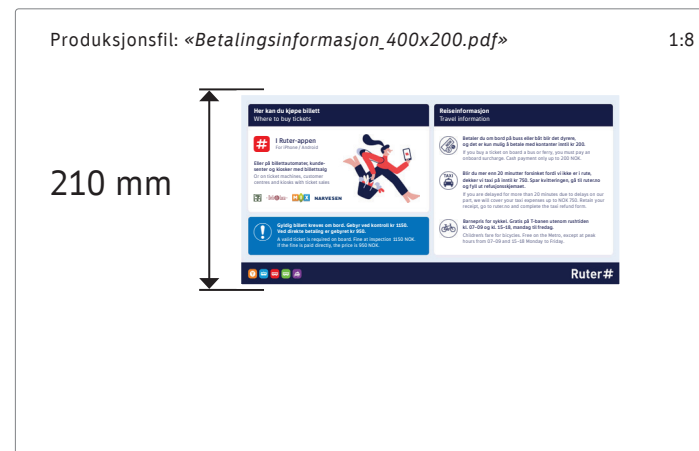 Produksjonsfil: «Betalingsinformasjon_400x200.pdf»
1:8
210 mm
Her kan du kjøpe billett
Where to buy tickets
I Ruter-appen
For iPhone / Android
Eller på billettautomater, kunde-
senter og kiosker med billettsalg
Or on ticket machines, customer
centres and kiosks with ticket sales
MIX NARVESEN
Gyldig billett kreves om bord. Gebyr ved kontroll kr 1150.
Ved direkte betaling er gebyret kr 950.
A valid ticket is required on board. Fine at inspection 1150 NOK.
If the fine is paid directly, the price is 950 NOK.
Reiseinformasjon
Travel information
Betaler du om bord på buss eller båt blir det dyrere,
og det er kun mulig å betale med kontanter inntil kr 200.
If you buy a ticket on board a bus or ferry, you must pay an
onboard surcharge. Cash payment only up to 200 NOK.
TAXI
Blir du mer enn 20 minutter forsinket fordi vi ikke er i rute,
dekker vi taxi på inntil kr 750. Spar kvitteringen, gå til ruter.no
og fyll ut refusjonsskjemaet.
If you are delayed for more than 20 minutes due to delays on our
part, we will cover your taxi expenses up to NOK 750. Retain your
receipt, go to ruter.no and complete the taxi refund form.
Barnepris for sykkel. Gratis på T-banen utenom rushtiden
kl. 07–09 og kl. 15–18, mandag til fredag.
Children's fare for bicycles. Free on the Metro, except at peak
hours from 07–09 and 15–18 Monday to Friday.
Ruter#